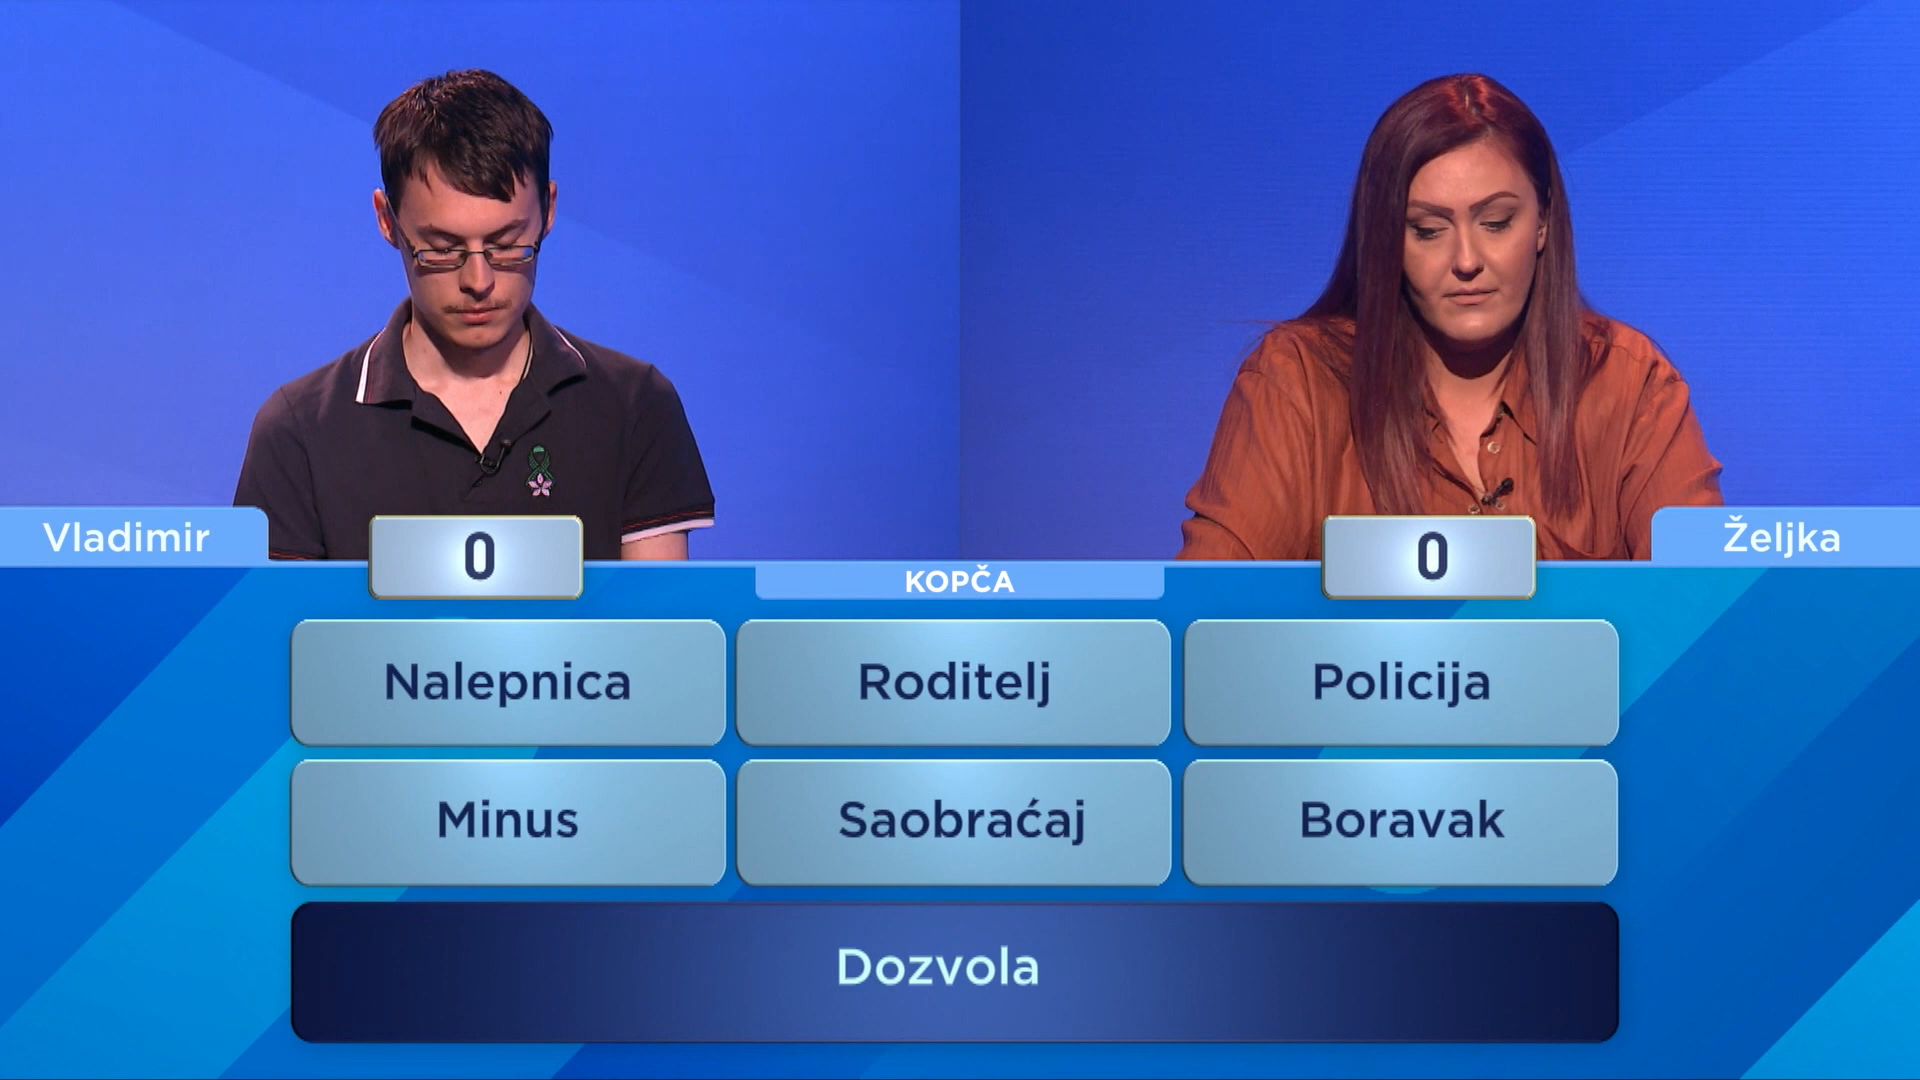 Vladimir
0
KOPČA
0
Željka
Nalepnica
Roditelj
Policija
Minus
Saobraćaj
Boravak
Dozvola